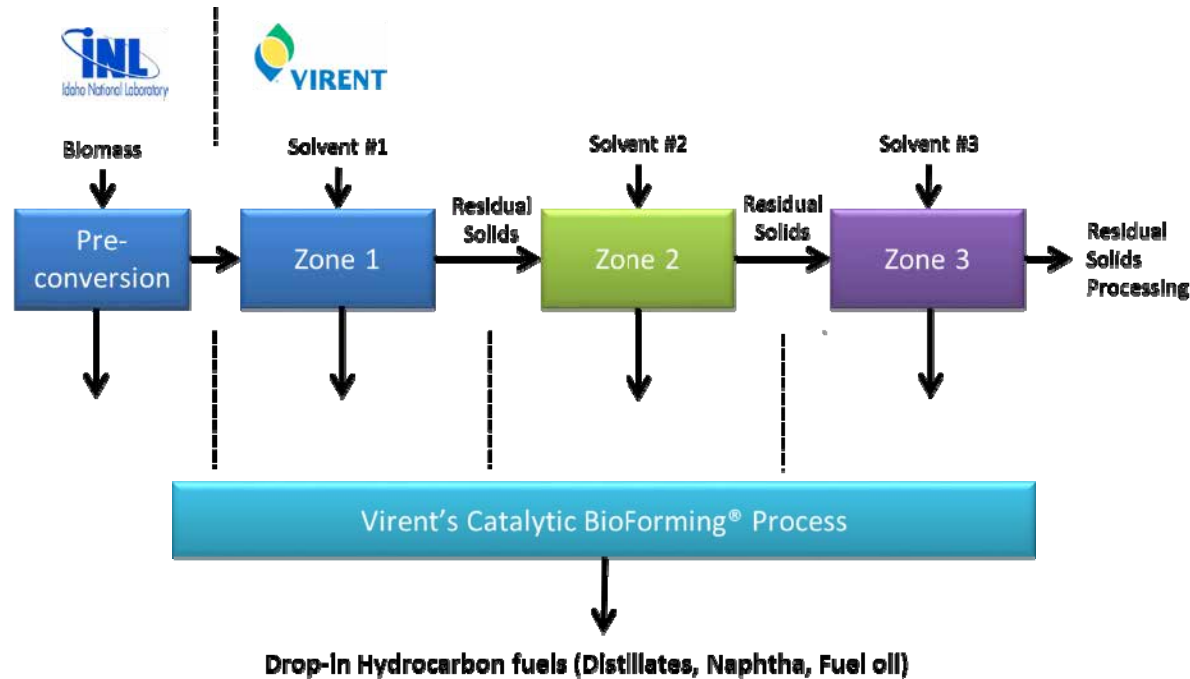 INL
Idaho National Laboratory
VIRENT
Biomass
Solvent #1
Solvent #2
Solvent #3
Pre-
conversion
Zone 1
Residual
Solids
Zone 2
Residual
Solids
Zone 3
Residual
Solids
Processing
Virent's Catalytic BioForming® Process
Drop-in Hydrocarbon fuels (Distillates, Naphtha, Fuel oil)